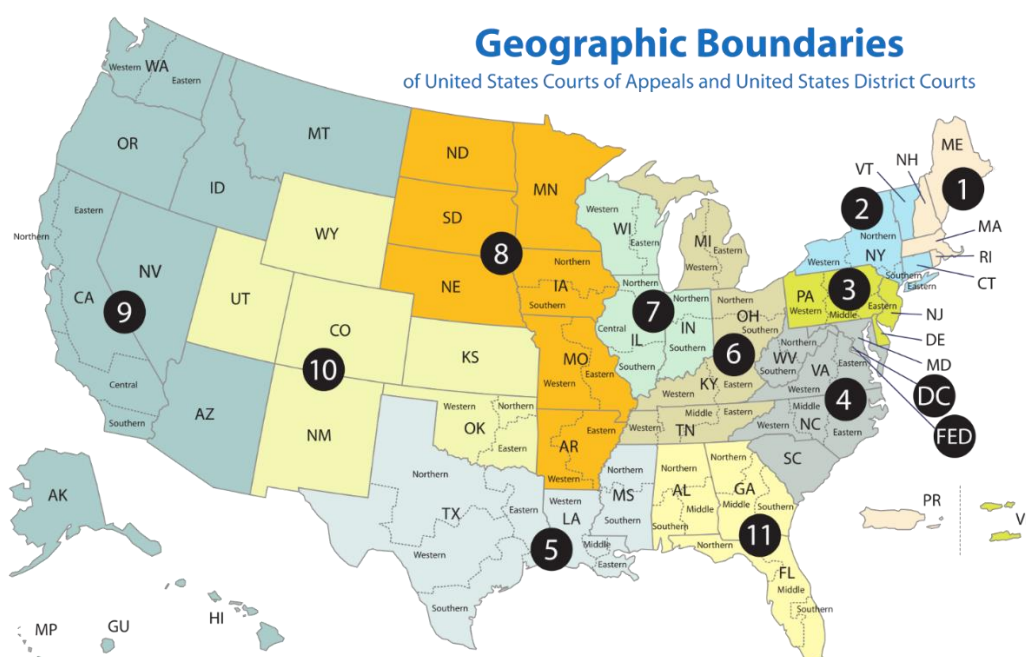 Geographic Boundaries
of United States Courts of Appeals and United States District Courts
Western
WA
Eastern
OR
ID
MT
Northern
Eastern
CA
NV
9
Central
Southern
AZ
UT
WY
CO
10
NM
KS
Western
Northern
OK
Eastern
ND
SD
8
NE
MN
Northern
IA
Southern
MO
Eastern
Western
Eastern
AR
Western
Western
WI
Eastern
Northern
7
Central
IL
Southern
Northern
IN
Southern
MI
Eastern
Western
Northern
OH
Southern
6
KY
Western
Eastern
Western
Middle
Eastern
TN
Northern
TX
Eastern
Western
Southern
5
Western
LA
Middle
Eastern
Northern
MS
Southern
Northern
AL
Middle
Southern
Northern
GA
Middle
Southern
11
Northern
FL
Middle
Southern
Northern
WV
Southern
VA
Eastern
Western
4
Middle
Western
NC
Eastern
SC
PA
3
Western
Middle
Eastern
NJ
DE
MD
DC
FED
2
Northern
Western
NY
Southern
Eastern
VT
NH
ME
1
MA
RI
CT
PR
V
AK
HI
MP
GU